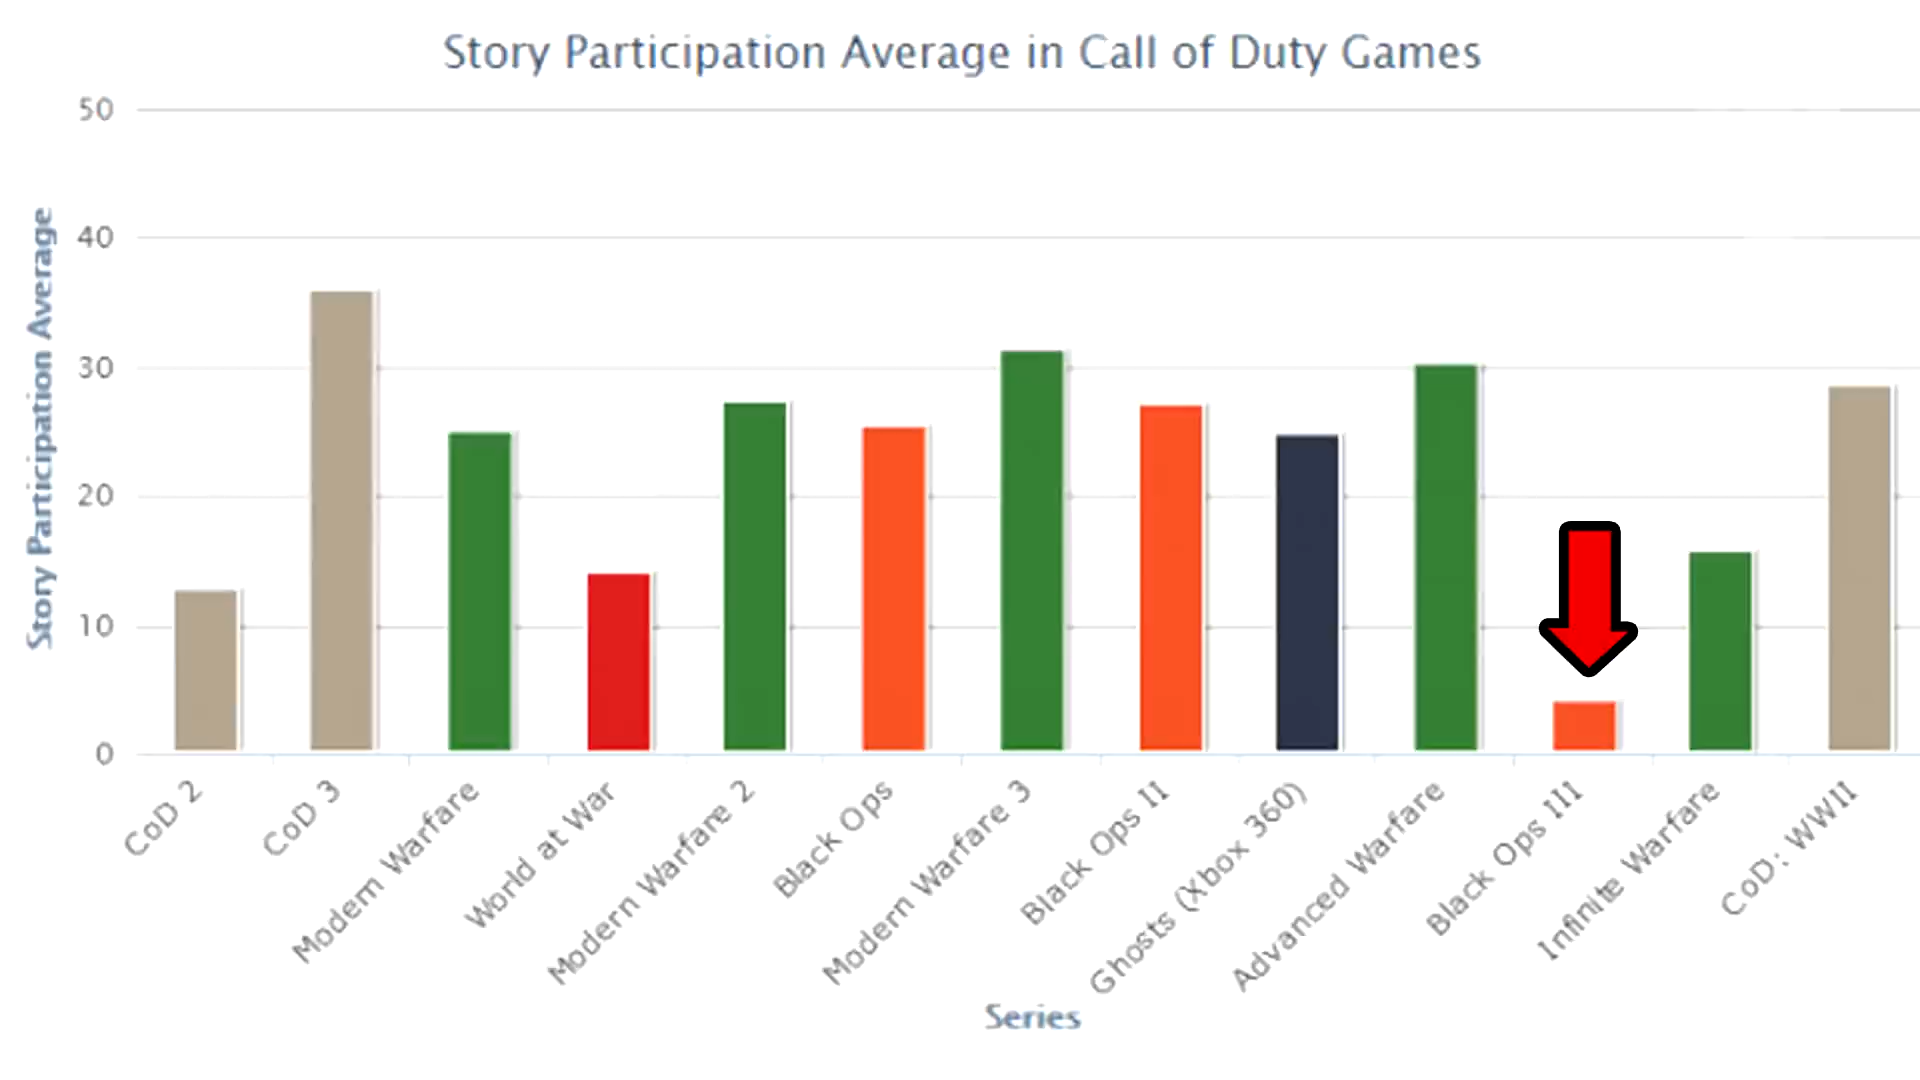 Story Participation Average in Call of Duty Games
Story Participation Average
50
40
30
20
10
0
CoD 2
CoD 3
Modern Warfare
World at War
Modern Warfare 2
Black Ops
Modern Warfare 3
Black Ops II
Ghosts (Xbox 360)
Advanced Warfare
Black Ops III
Infinite Warfare
CoD: WWII
Series